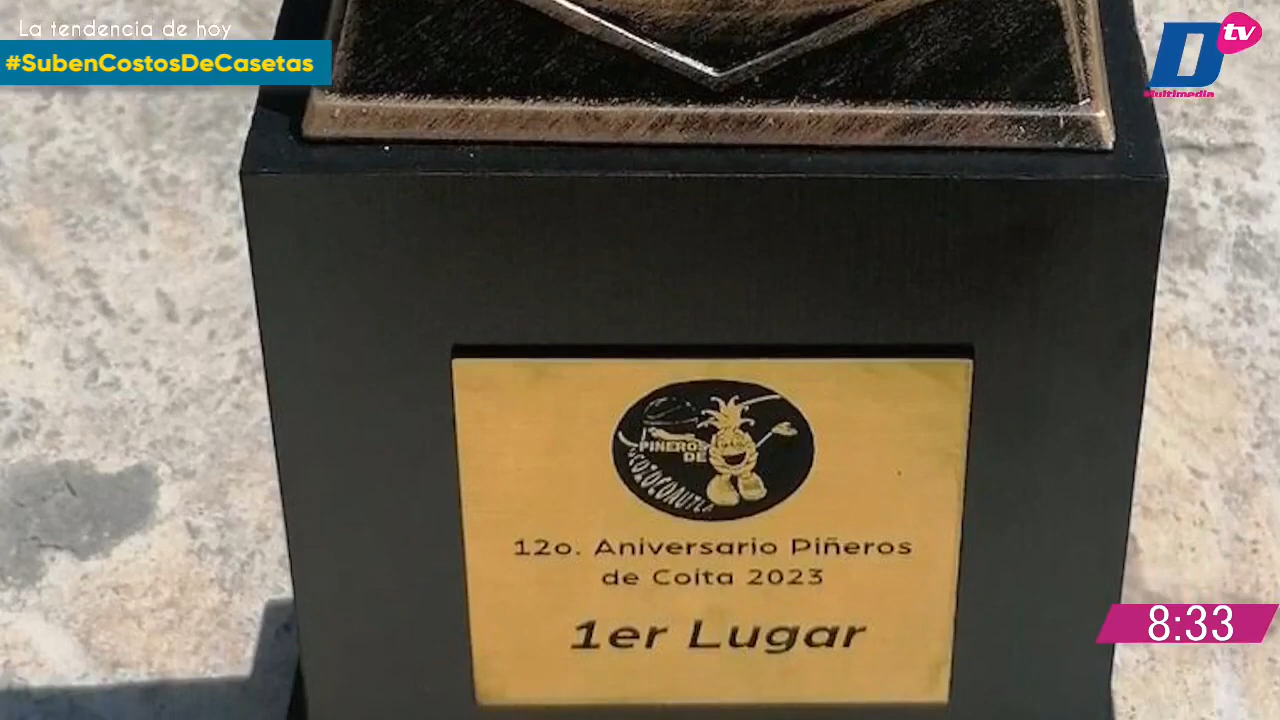 La tendencia de hoy
#SubenCostosDeCasetas
D tv
Multimedia
PIÑEROS
DE
OCOZOCOAUTLA
12o. Aniversario Piñeros
de Coita 2023
1er Lugar
8:33